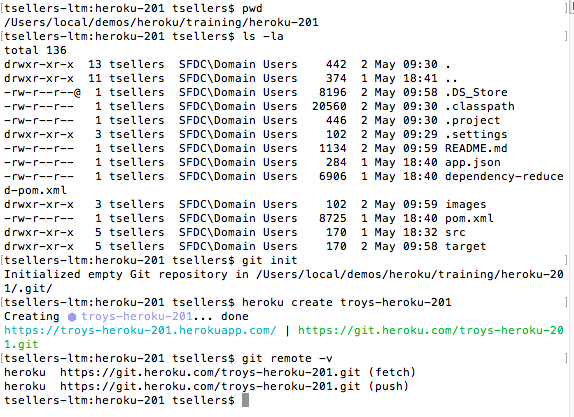 [tsellers-ltm:heroku-201 tsellers$ pwd
/Users/local/demos/heroku/training/heroku-201
[tsellers-ltm:heroku-201 tsellers$ ls -la
total 136
drwxr-xr-x  13 tsellers  SFDC\Domain Users    442  2 May 09:30 .
drwxr-xr-x  11 tsellers  SFDC\Domain Users    374  1 May 18:41 ..
-rw-r--r--@  1 tsellers  SFDC\Domain Users   8196  2 May 09:58 .DS_Store
-rw-r--r--   1 tsellers  SFDC\Domain Users  20560  2 May 09:30 .classpath
-rw-r--r--   1 tsellers  SFDC\Domain Users    446  2 May 09:30 .project
drwxr-xr-x   3 tsellers  SFDC\Domain Users    102  2 May 09:29 .settings
-rw-r--r--   1 tsellers  SFDC\Domain Users   1134  2 May 09:59 README.md
-rw-r--r--   1 tsellers  SFDC\Domain Users    284  1 May 18:40 app.json
-rw-r--r--   1 tsellers  SFDC\Domain Users   6906  1 May 18:40 dependency-reduce
d-pom.xml
drwxr-xr-x   3 tsellers  SFDC\Domain Users    102  2 May 09:59 images
-rw-r--r--   1 tsellers  SFDC\Domain Users   8725  1 May 18:40 pom.xml
drwxr-xr-x   5 tsellers  SFDC\Domain Users    170  1 May 18:32 src
drwxr-xr-x   5 tsellers  SFDC\Domain Users    170  2 May 09:58 target
[tsellers-ltm:heroku-201 tsellers$ git init
Initialized empty Git repository in /Users/local/demos/heroku/training/heroku-20
1/.git/
[tsellers-ltm:heroku-201 tsellers$ heroku create troys-heroku-201
Creating ⬢ troys-heroku-201... done
https://troys-heroku-201.herokuapp.com/ | https://git.heroku.com/troys-heroku-20
1.git
[tsellers-ltm:heroku-201 tsellers$ git remote -v
heroku  https://git.heroku.com/troys-heroku-201.git (fetch)
heroku  https://git.heroku.com/troys-heroku-201.git (push)
tsellers-ltm:heroku-201 tsellers$